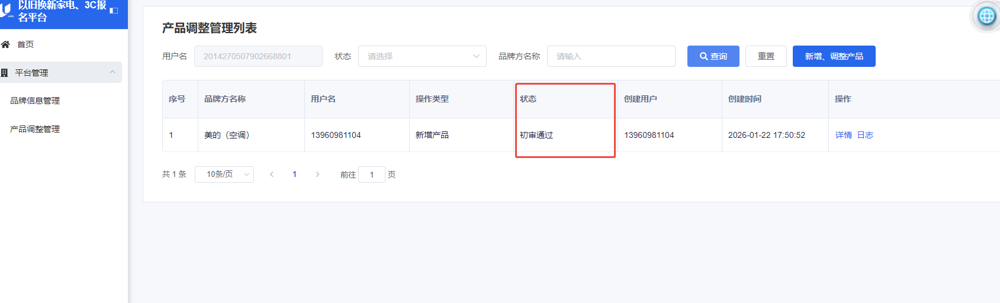 以旧换新家电、3C报
名平台
首页
平台管理
品牌信息管理
产品调整管理
产品调整管理列表
用户名 2014270507902668801 状态 请选择 品牌方名称 请输入 查询 重置 新增、调整产品
序号 品牌方名称 用户名 操作类型 状态 创建用户 创建时间 操作
1 美的（空调） 13960981104 新增产品 初审通过 13960981104 2026-01-22 17:50:52 详情 日志
共 1 条 10条/页 1 前往 1 页